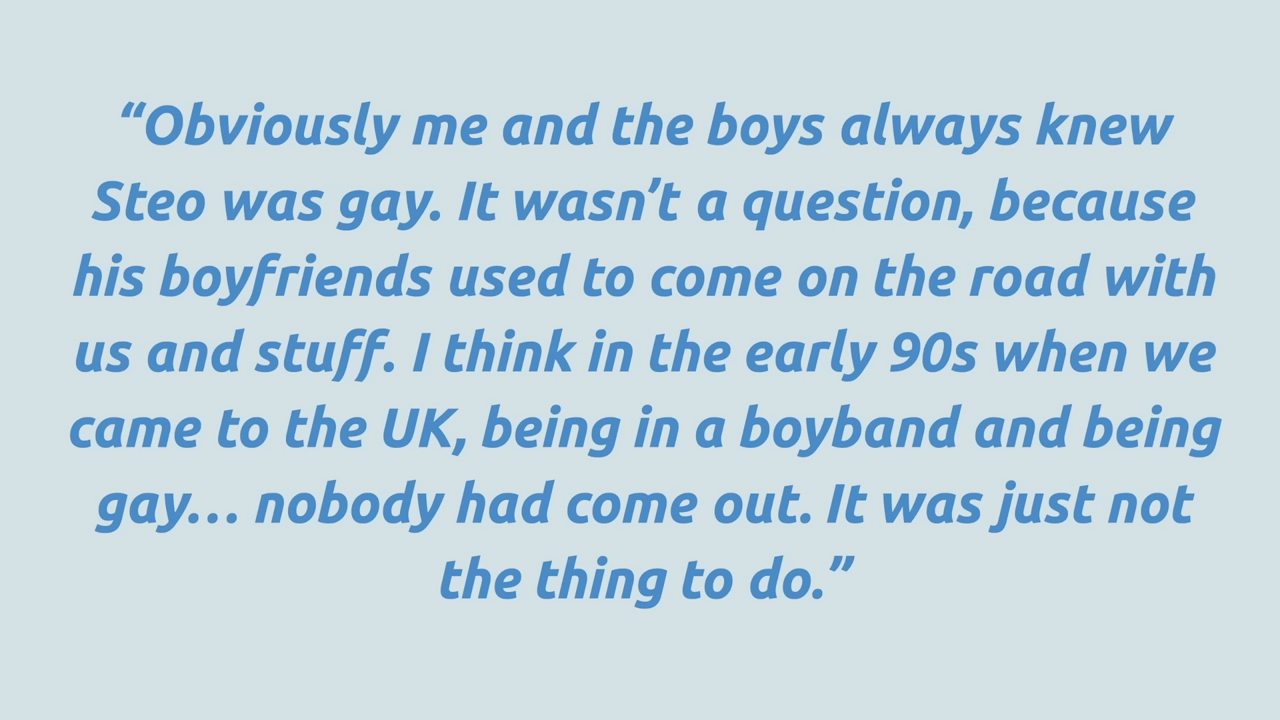 “Obviously me and the boys always knew
Steo was gay. It wasn’t a question, because
his boyfriends used to come on the road with
us and stuff. I think in the early 90s when we
came to the UK, being in a boyband and being
gay… nobody had come out. It was just not
the thing to do.”